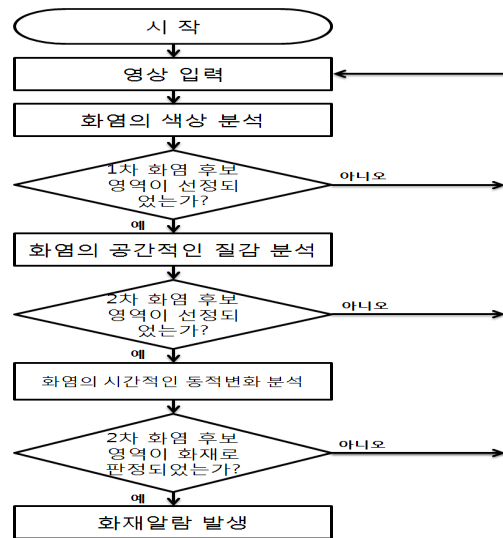 시 작
영상 입력
화염의 색상 분석
1차 화염 후보
영역이 선정되
었는가?
아니오
예
화염의 공간적인 질감 분석
2차 화염 후보
영역이 선정되
었는가?
아니오
예
화염의 시간적인 동적변화 분석
2차 화염 후보
영역이 화재로
판정되었는가?
아니오
예
화재알람 발생